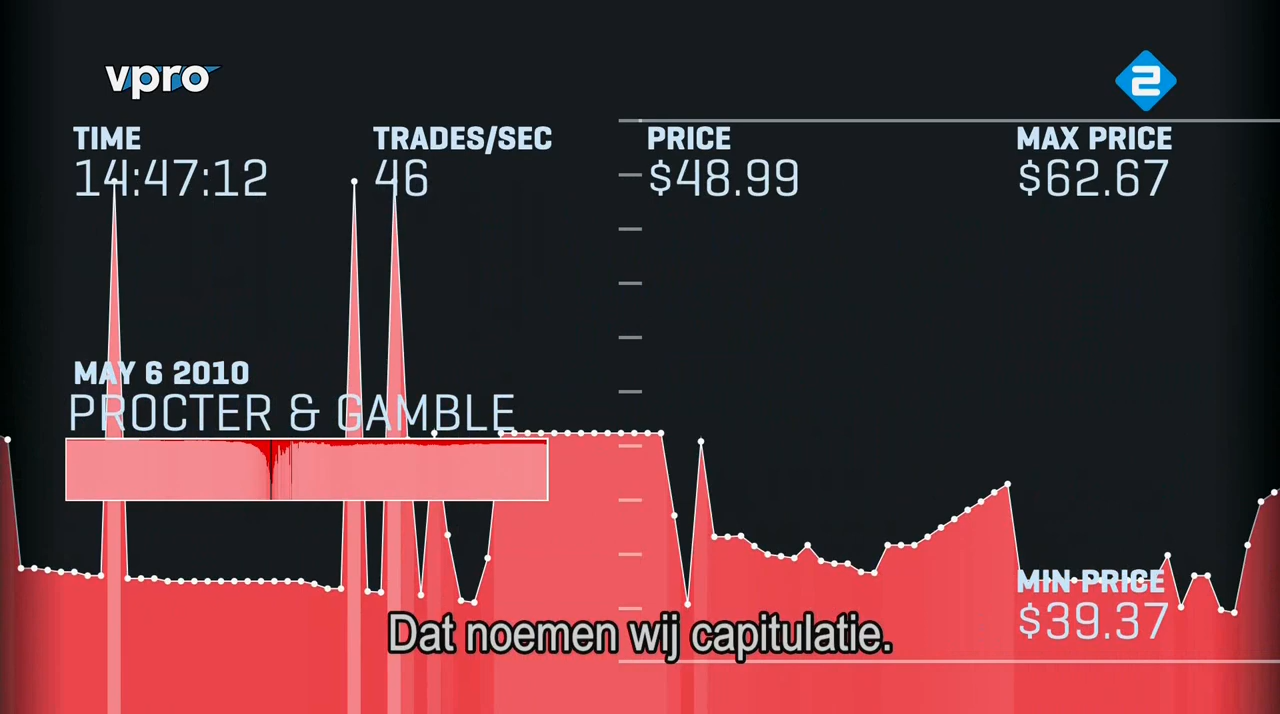 vpro
2
TIME
14:47:12
TRADES/SEC
46
PRICE
$48.99
MAX PRICE
$62.67
MAY 6 2010
PROCTER & GAMBLE
MIN PRICE
$39.37
Dat noemen wij capitulatie.